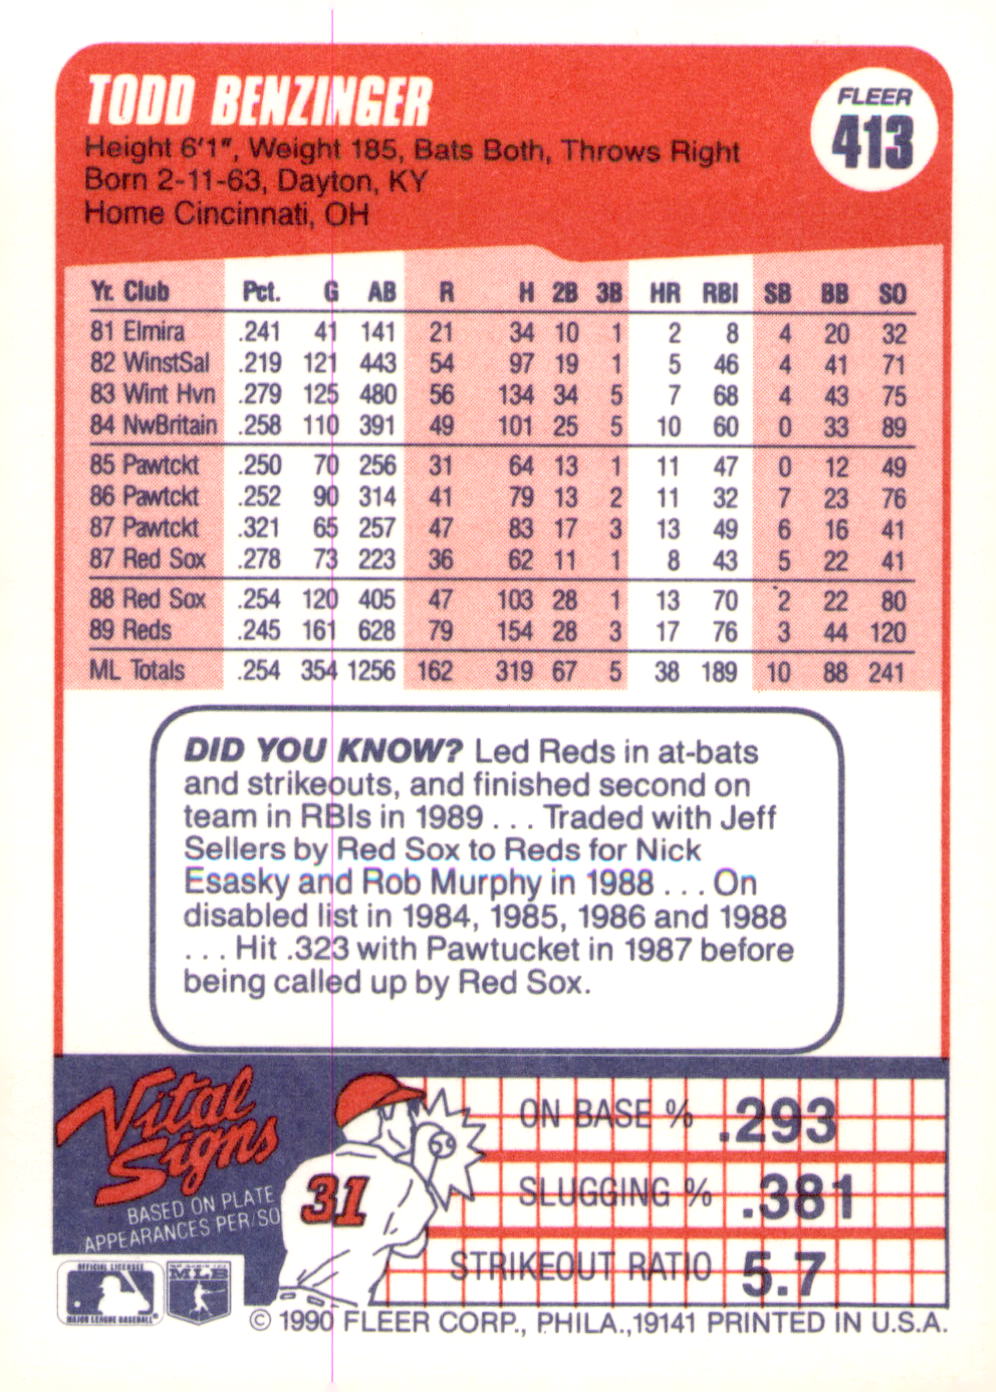 TODD BENZINGER
FLEER
413
Height 6'1", Weight 185, Bats Both, Throws Right
Born 2-11-63, Dayton, KY
Home Cincinnati, OH
Yr. Club Pct. G AB R H 2B 3B HR RBI SB BB SO
81 Elmira .241 41 141 21 34 10 1 2 8 4 20 32
82 WinstSal .219 121 443 54 97 19 1 5 46 4 41 71
83 Wint Hvn .279 125 480 56 134 34 5 7 68 4 43 75
84 NwBritain .258 110 391 49 101 25 5 10 60 0 33 89
85 Pawtckt .250 70 256 31 64 13 1 11 47 0 12 49
86 Pawtckt .252 90 314 41 79 13 2 11 32 7 23 76
87 Pawtckt .321 65 257 47 83 17 3 13 49 6 16 41
87 Red Sox .278 73 223 36 62 11 1 8 43 5 22 41
88 Red Sox .254 120 405 47 103 28 1 13 70 2 22 80
89 Reds .245 161 628 79 154 28 3 17 76 3 44 120
ML Totals .254 354 1256 162 319 67 5 38 189 10 88 241
DID YOU KNOW? Led Reds in at-bats
and strikeouts, and finished second on
team in RBIs in 1989 . . . Traded with Jeff
Sellers by Red Sox to Reds for Nick
Esasky and Rob Murphy in 1988 . . . On
disabled list in 1984, 1985, 1986 and 1988
. . . Hit .323 with Pawtucket in 1987 before
being called up by Red Sox.
Vital
Signs
BASED ON PLATE
APPEARANCES PER/SO
31
ON BASE % .293
SLUGGING % .381
STRIKEOUT RATIO 5.7
OFFICIAL LICENSEE
MAJOR LEAGUE BASEBALL®
MLB
© 1990 FLEER CORP., PHILA., 19141 PRINTED IN U.S.A.